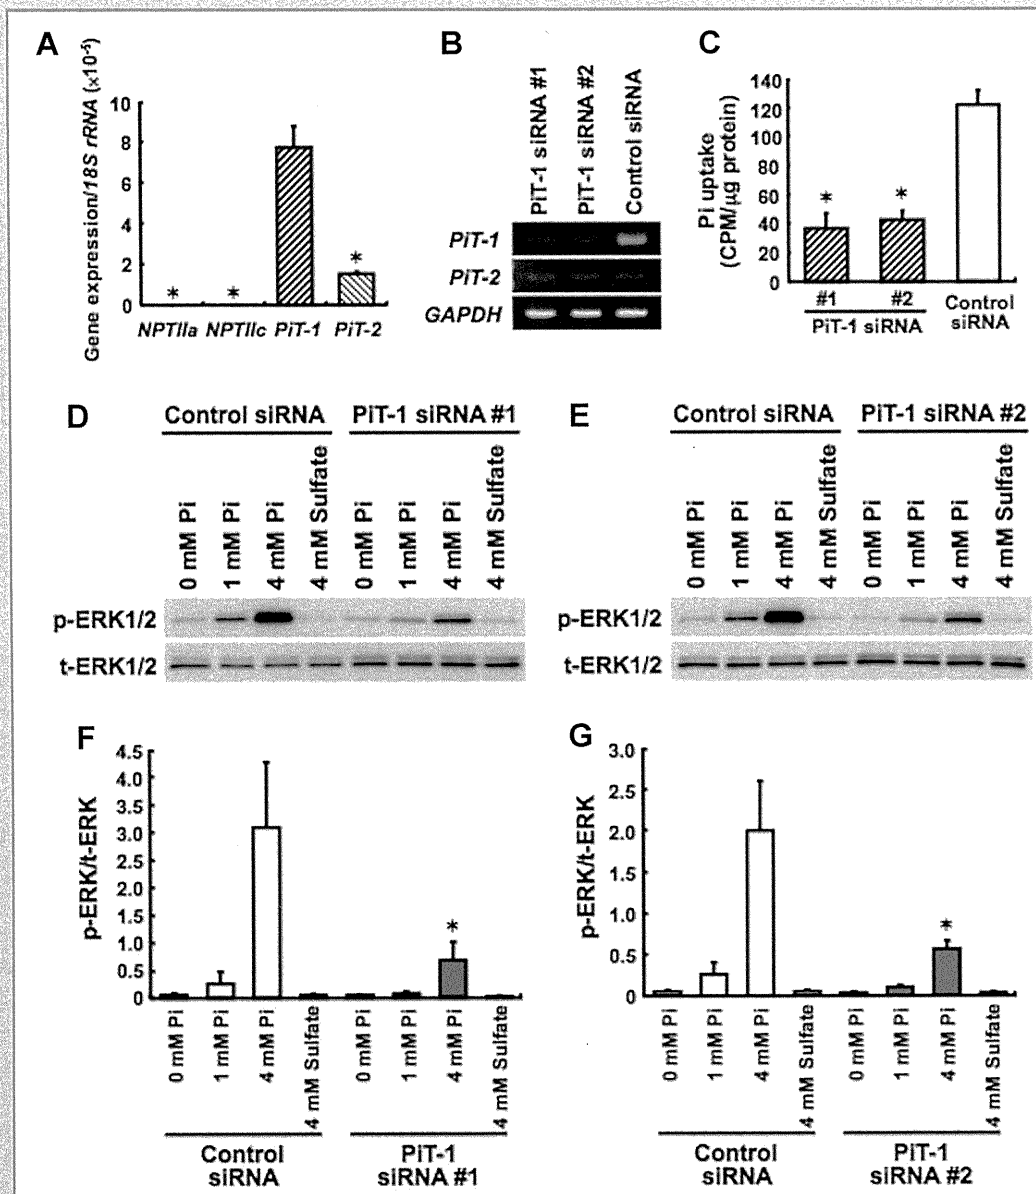 A
Gene expression/18S rRNA (×10⁻⁵)
10
8
6
4
2
0
*
*
*
NPTIIa NPTIIc PiT-1 PiT-2
B
PiT-1 siRNA #1
PiT-1 siRNA #2
Control siRNA
PiT-1
PiT-2
GAPDH
C
Pi uptake
(CPM/µg protein)
140
120
100
80
60
40
20
0
*
*
#1 #2
PiT-1 siRNA
Control
siRNA
D
Control siRNA PiT-1 siRNA #1
0 mM Pi
1 mM Pi
4 mM Pi
4 mM Sulfate
0 mM Pi
1 mM Pi
4 mM Pi
4 mM Sulfate
p-ERK1/2
t-ERK1/2
E
Control siRNA PiT-1 siRNA #2
0 mM Pi
1 mM Pi
4 mM Pi
4 mM Sulfate
0 mM Pi
1 mM Pi
4 mM Pi
4 mM Sulfate
p-ERK1/2
t-ERK1/2
F
p-ERK/t-ERK
4.5
4.0
3.5
3.0
2.5
2.0
1.5
1.0
0.5
0
*
0 mM Pi
1 mM Pi
4 mM Pi
4 mM Sulfate
0 mM Pi
1 mM Pi
4 mM Pi
4 mM Sulfate
Control
siRNA
PiT-1
siRNA #1
G
p-ERK/t-ERK
3.0
2.5
2.0
1.5
1.0
0.5
0
*
0 mM Pi
1 mM Pi
4 mM Pi
4 mM Sulfate
0 mM Pi
1 mM Pi
4 mM Pi
4 mM Sulfate
Control
siRNA
PiT-1
siRNA #2